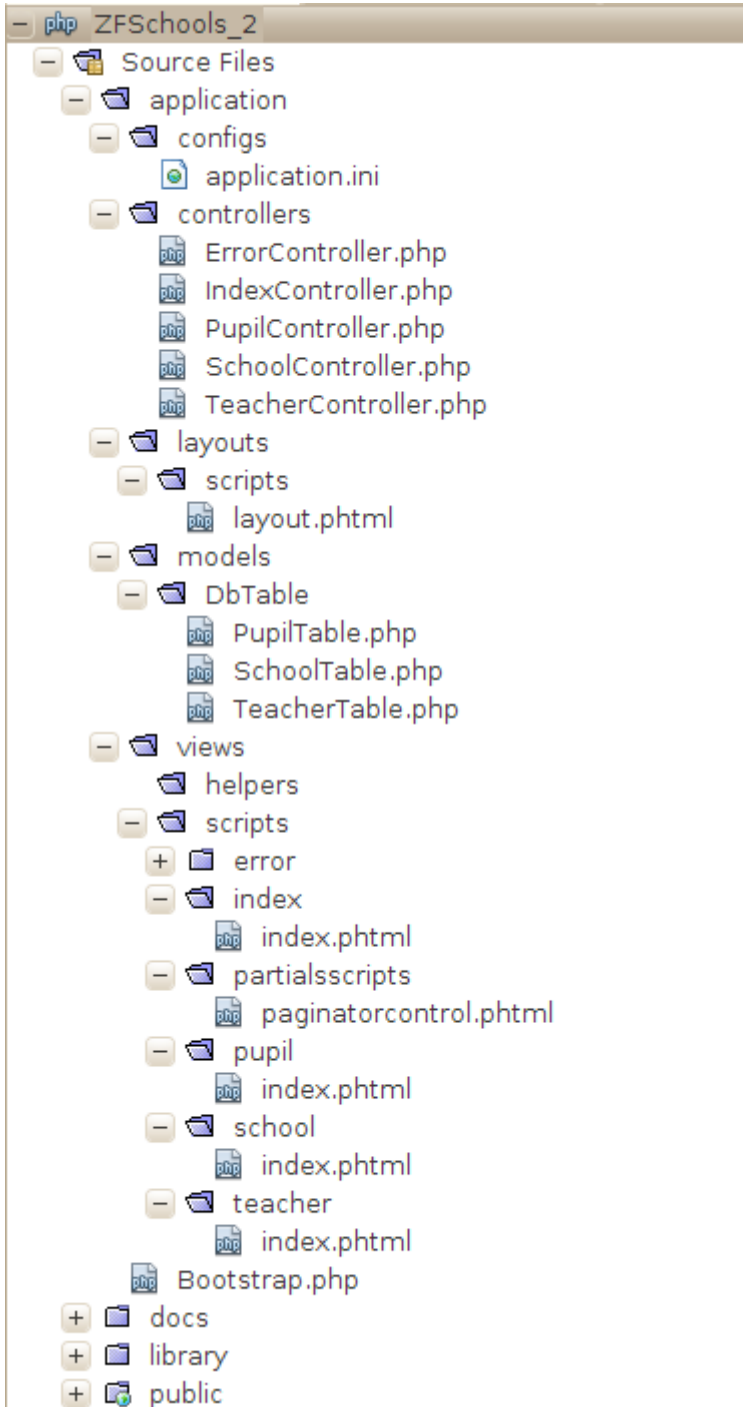 ZFSchools_2
Source Files
application
configs
application.ini
controllers
ErrorController.php
IndexController.php
PupilController.php
SchoolController.php
TeacherController.php
layouts
scripts
layout.phtml
models
DbTable
PupilTable.php
SchoolTable.php
TeacherTable.php
views
helpers
scripts
error
index
index.phtml
partialsscripts
paginatorcontrol.phtml
pupil
index.phtml
school
index.phtml
teacher
index.phtml
Bootstrap.php
docs
library
public